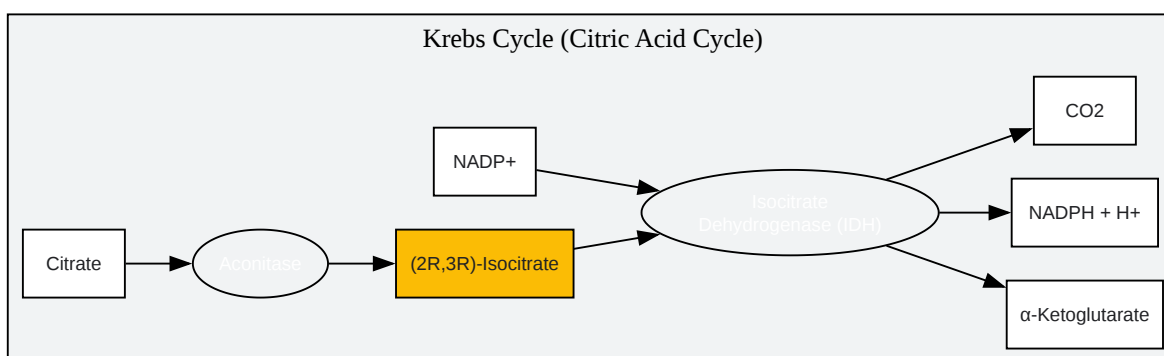 Krebs Cycle (Citric Acid Cycle)
CO2
NADP+
Isocitrate
Dehydrogenase (IDH)
NADPH + H+
Citrate
Aconitase
(2R,3R)-Isocitrate
α-Ketoglutarate